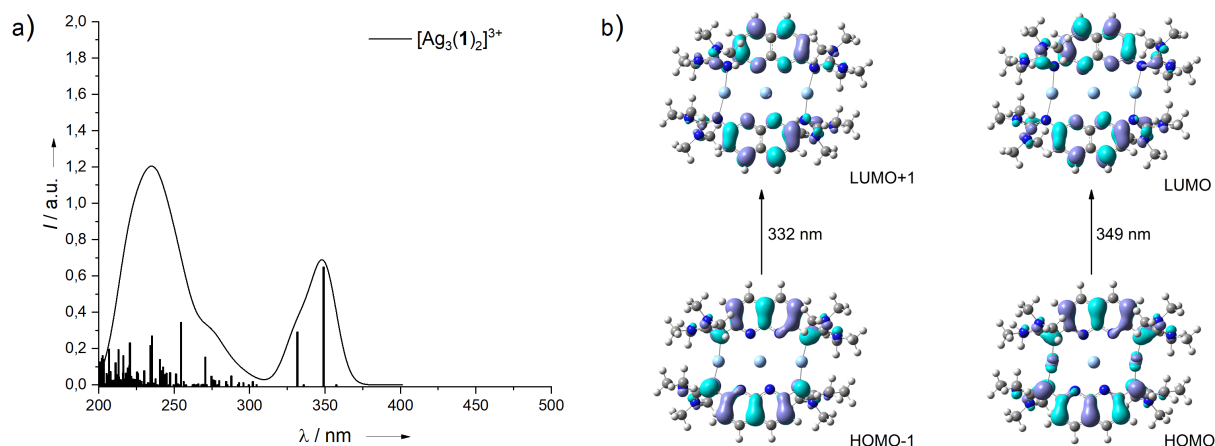 a)
2,0
1,8
1,6
1,4
1,2
1,0
0,8
0,6
0,4
0,2
0,0
I / a.u.
200 250 300 350 400 450 500
λ / nm
[Ag₃(1)₂]³⁺
b)
LUMO+1
LUMO
332 nm
349 nm
HOMO-1
HOMO